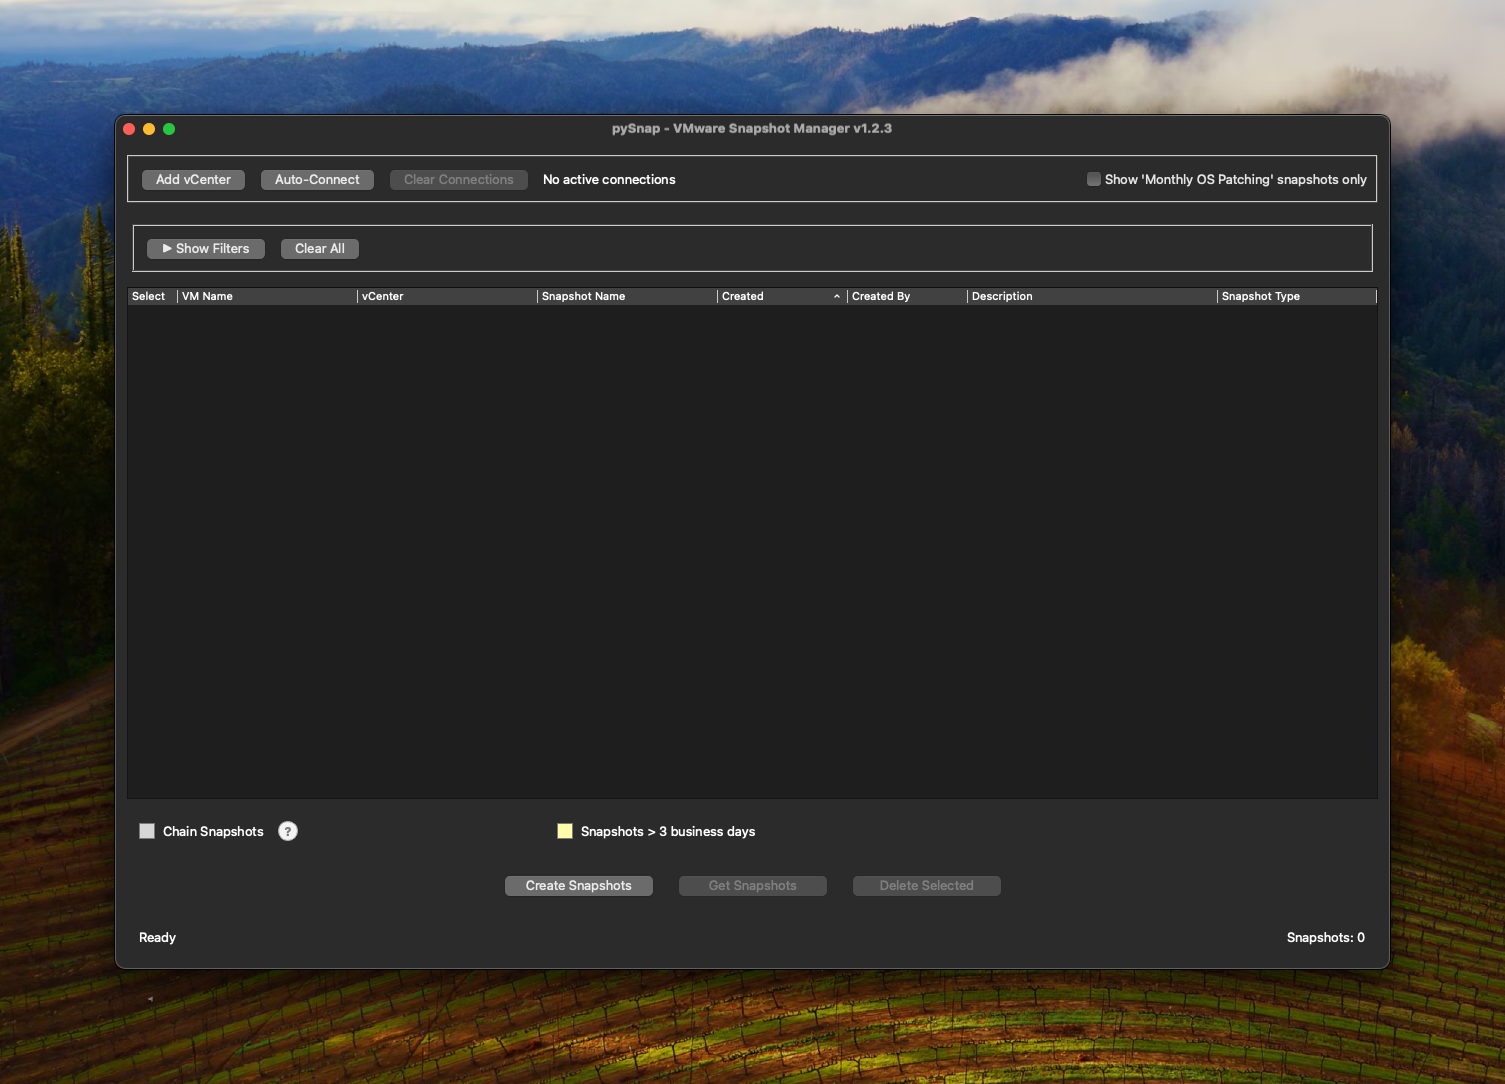 pySnap - VMware Snapshot Manager v1.2.3
Add vCenter Auto-Connect Clear Connections No active connections Show 'Monthly OS Patching' snapshots only
▶ Show Filters Clear All
Select VM Name vCenter Snapshot Name Created Created By Description Snapshot Type
Chain Snapshots ? Snapshots > 3 business days
Create Snapshots Get Snapshots Delete Selected
Ready Snapshots: 0